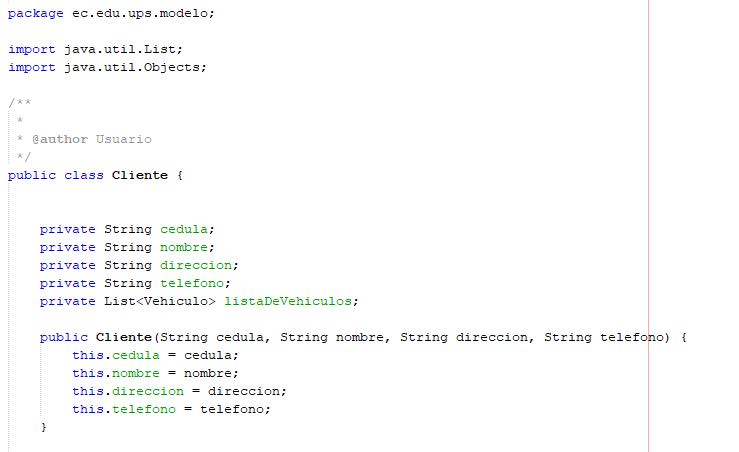 package ec.edu.ups.modelo;
import java.util.List;
import java.util.Objects;
/**
*
* @author Usuario
*/
public class Cliente {
private String cedula;
private String nombre;
private String direccion;
private String telefono;
private List<Vehiculo> listaDeVehiculos;
public Cliente(String cedula, String nombre, String direccion, String telefono) {
this.cedula = cedula;
this.nombre = nombre;
this.direccion = direccion;
this.telefono = telefono;
}